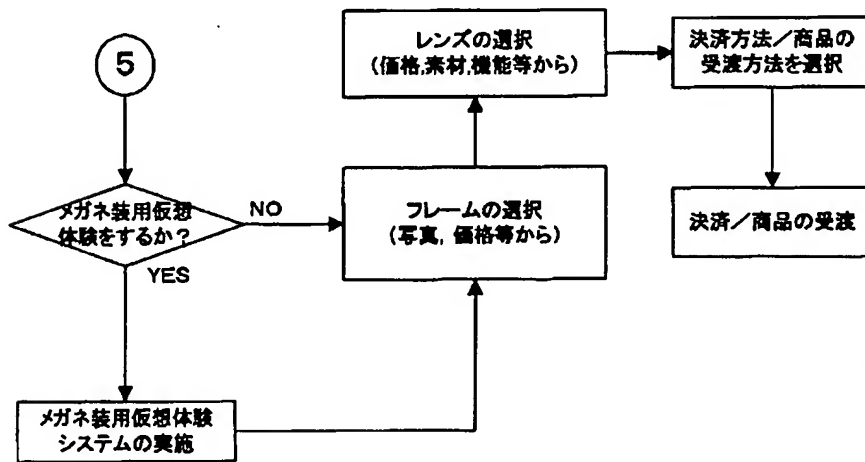 5
メガネ装用仮想
体験をするか？
NO
YES
メガネ装用仮想体験
システムの実施
フレームの選択
(写真, 価格等から)
レンズの選択
(価格,素材,機能等から)
決済方法／商品の
受渡方法を選択
決済／商品の受渡